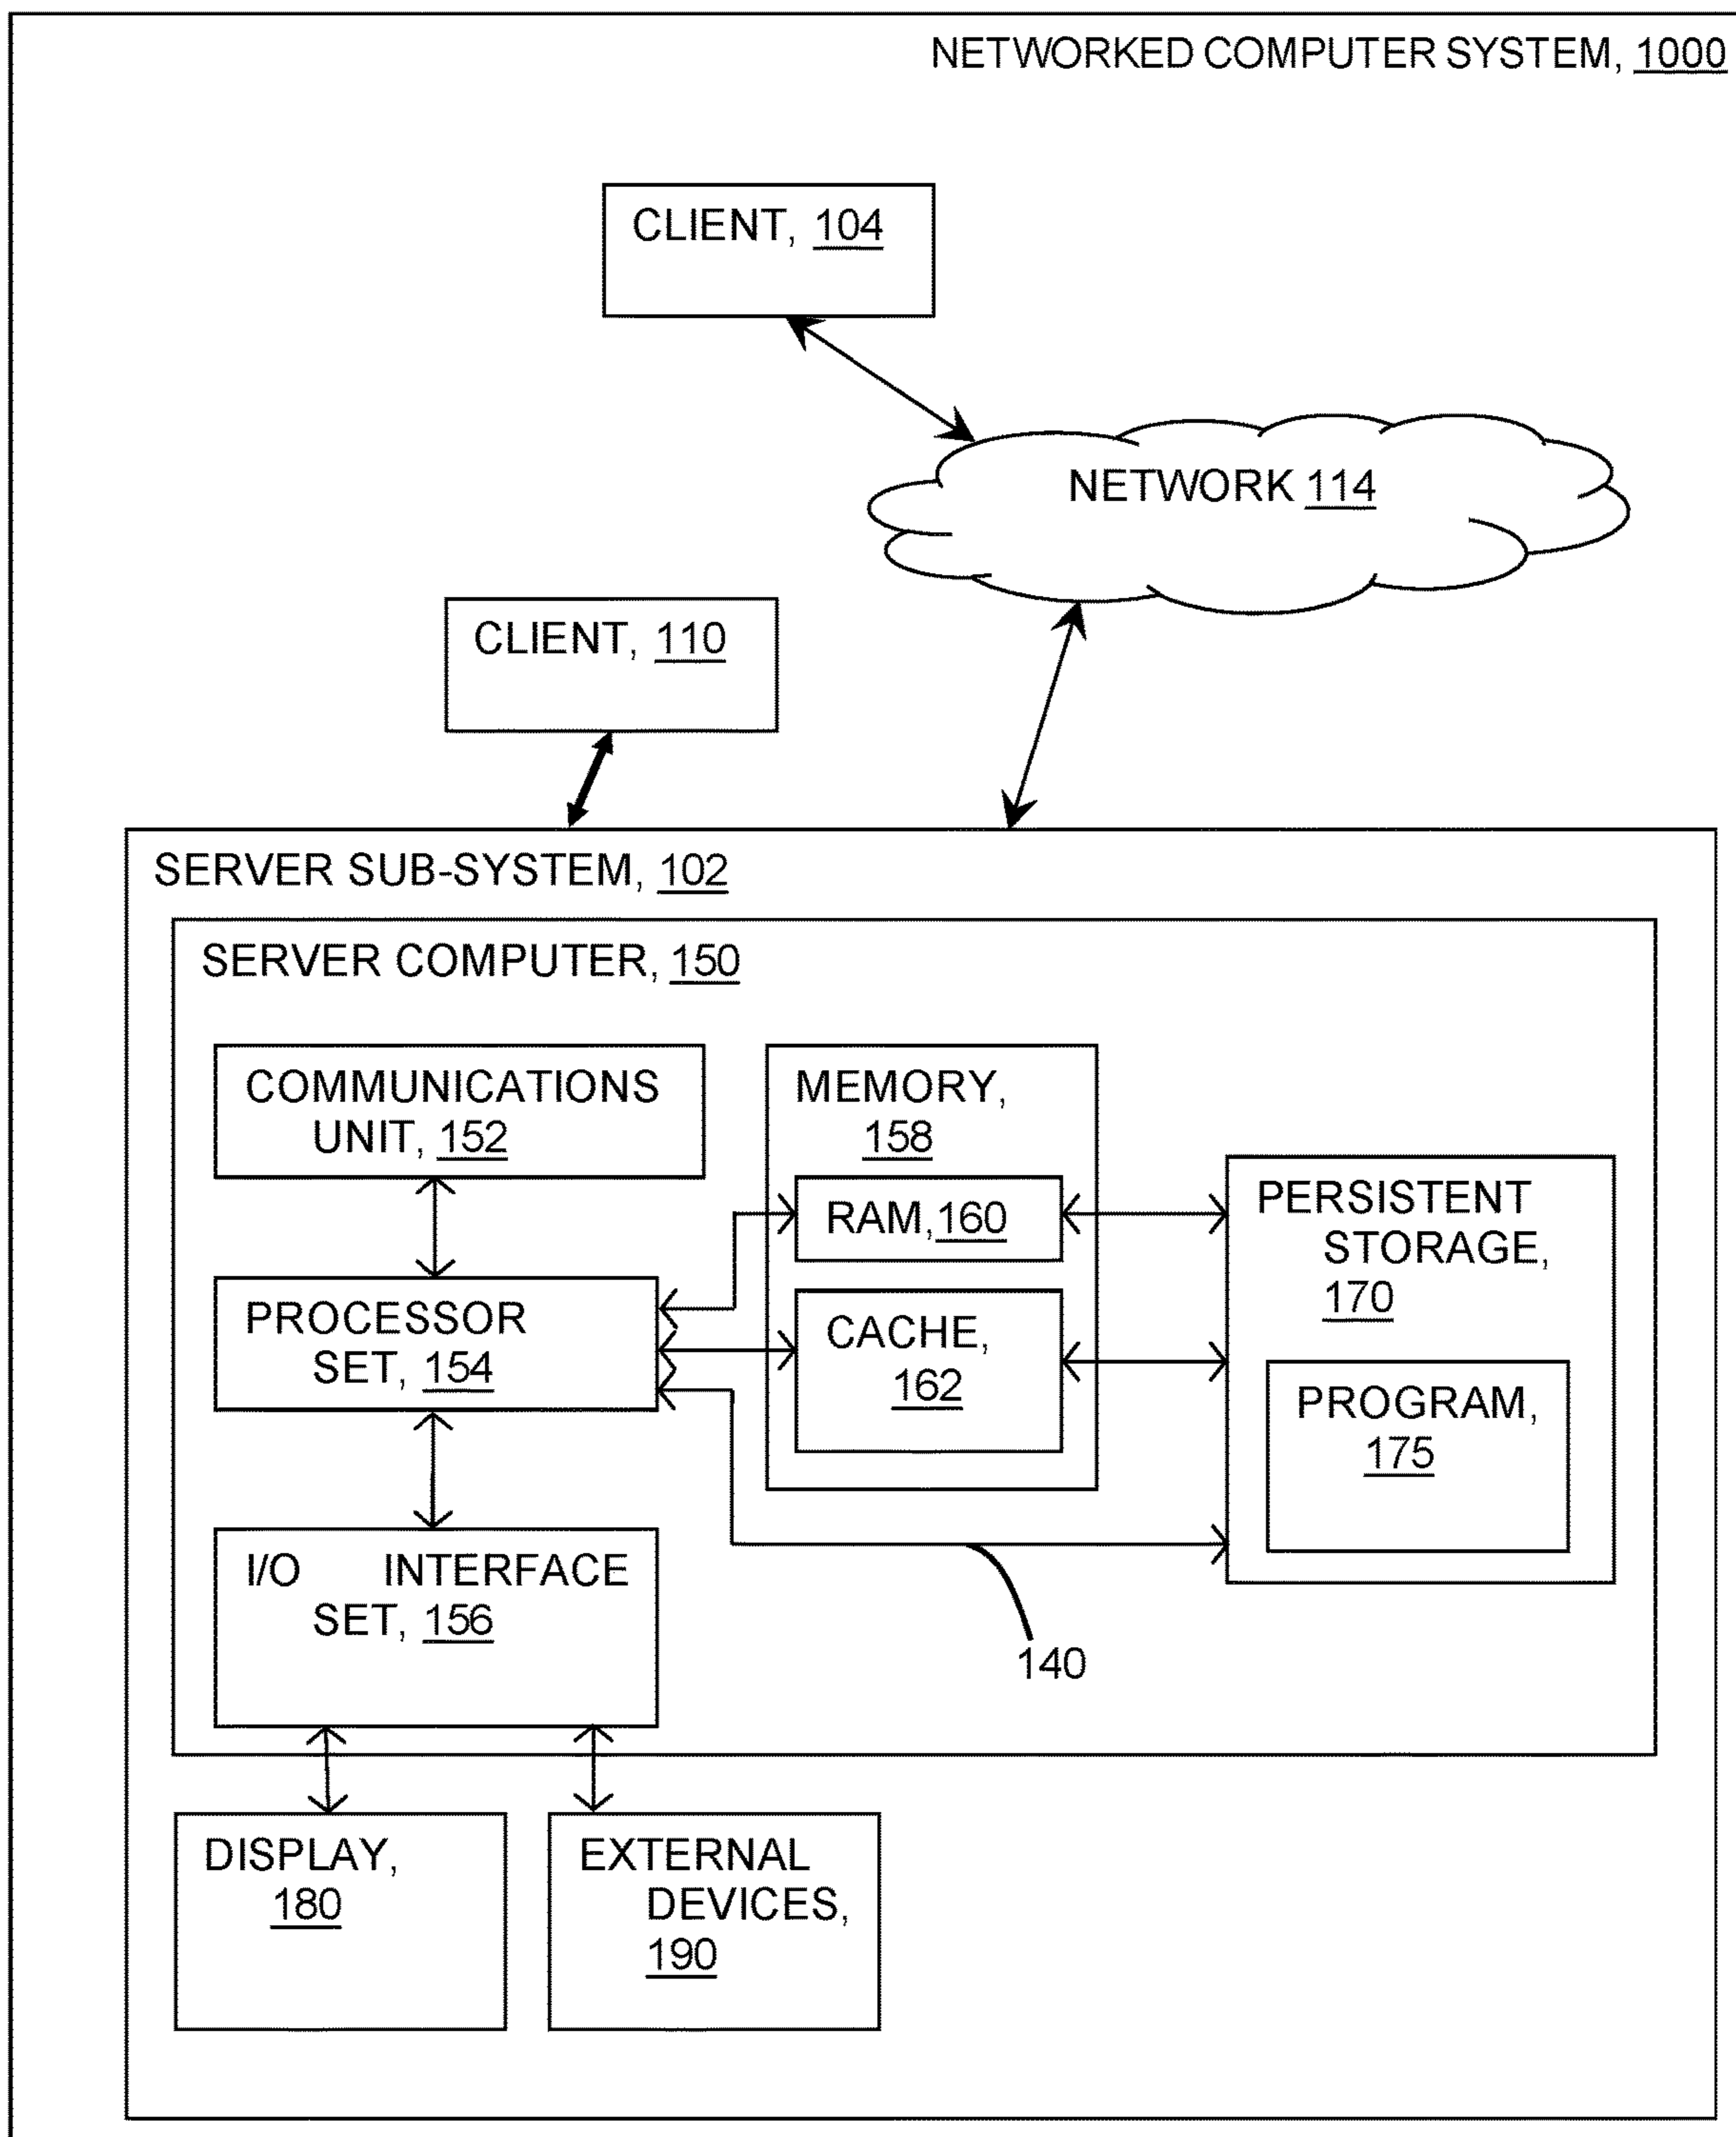 NETWORKED COMPUTER SYSTEM, 1000
CLIENT, 104
NETWORK 114
CLIENT, 110
SERVER SUB-SYSTEM, 102
SERVER COMPUTER, 150
COMMUNICATIONS
UNIT, 152
MEMORY,
158
RAM, 160
PERSISTENT
STORAGE,
170
PROCESSOR
SET, 154
CACHE,
162
PROGRAM,
175
I/O INTERFACE
SET, 156
140
DISPLAY,
180
EXTERNAL
DEVICES,
190